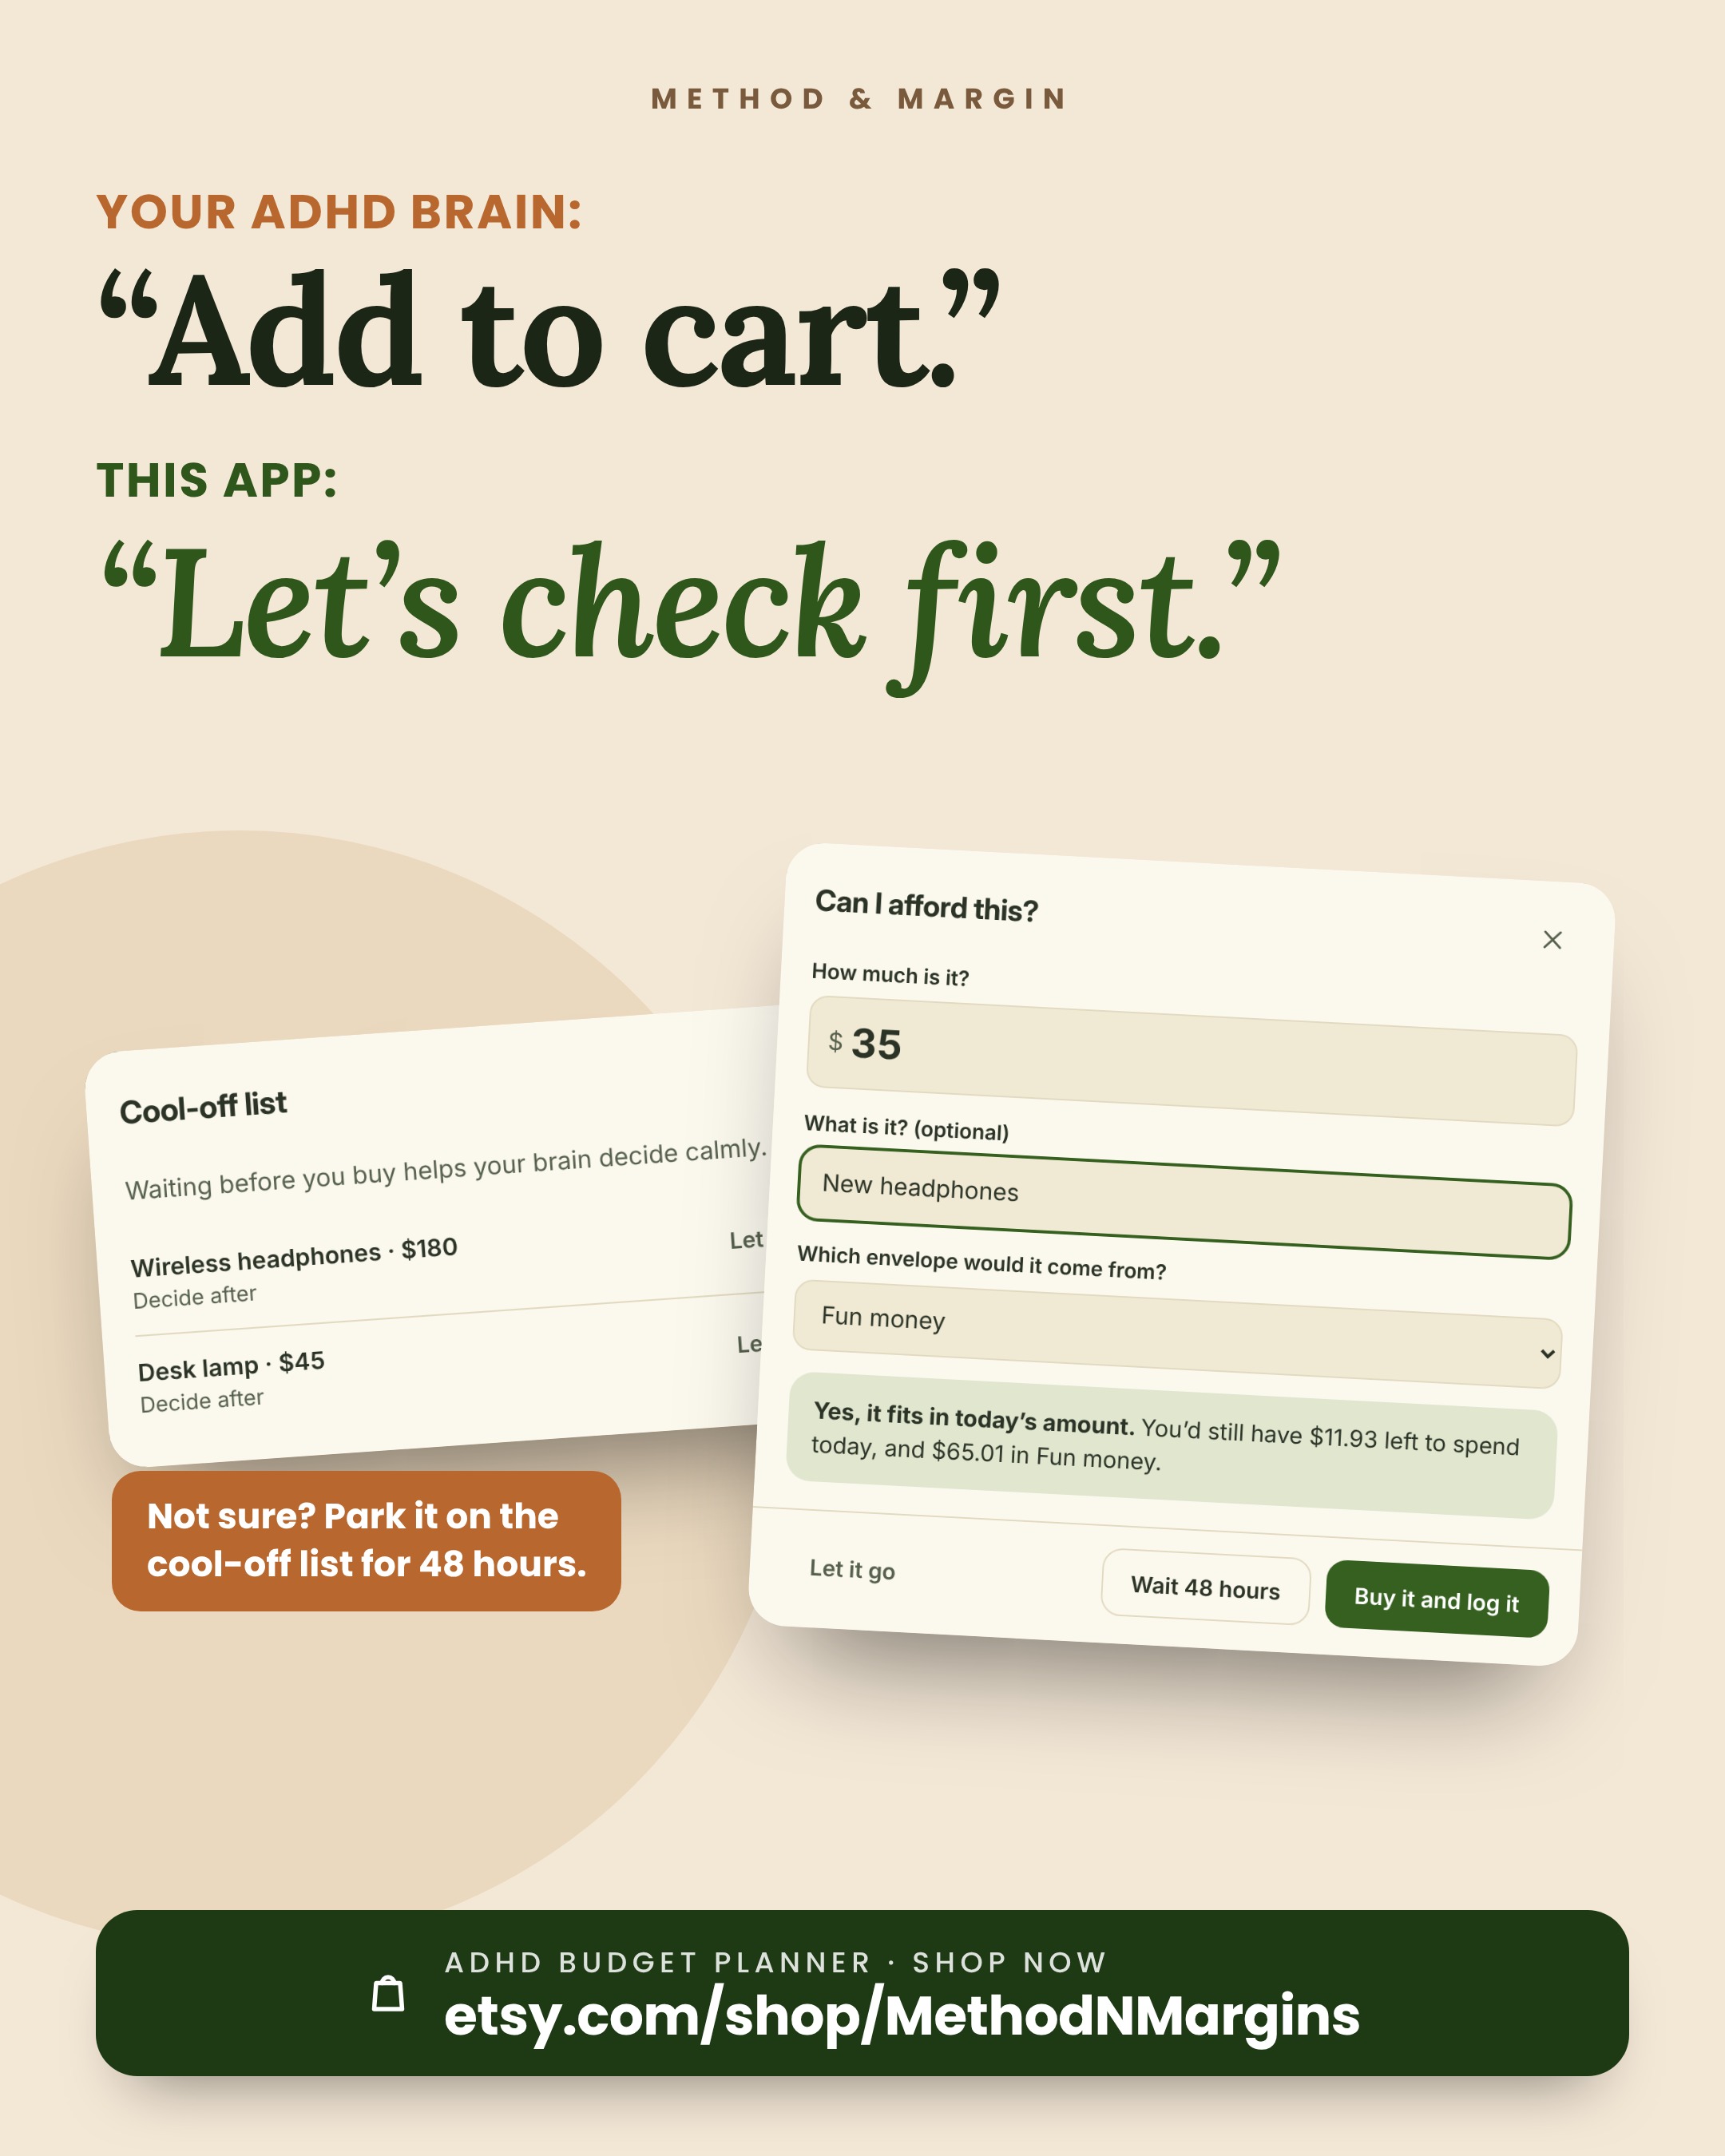 METHOD & MARGIN
YOUR ADHD BRAIN:
“Add to cart.”
THIS APP:
“Let’s check first.”
Cool-off list
Waiting before you buy helps your brain decide calmly.
Wireless headphones · $180
Let
Decide after
Desk lamp · $45
Le
Decide after
Not sure? Park it on the
cool-off list for 48 hours.
Can I afford this?
How much is it?
$ 35
What is it? (optional)
New headphones
Which envelope would it come from?
Fun money
Yes, it fits in today’s amount. You’d still have $11.93 left to spend
today, and $65.01 in Fun money.
Let it go
Wait 48 hours
Buy it and log it
ADHD BUDGET PLANNER · SHOP NOW
etsy.com/shop/MethodNMargins